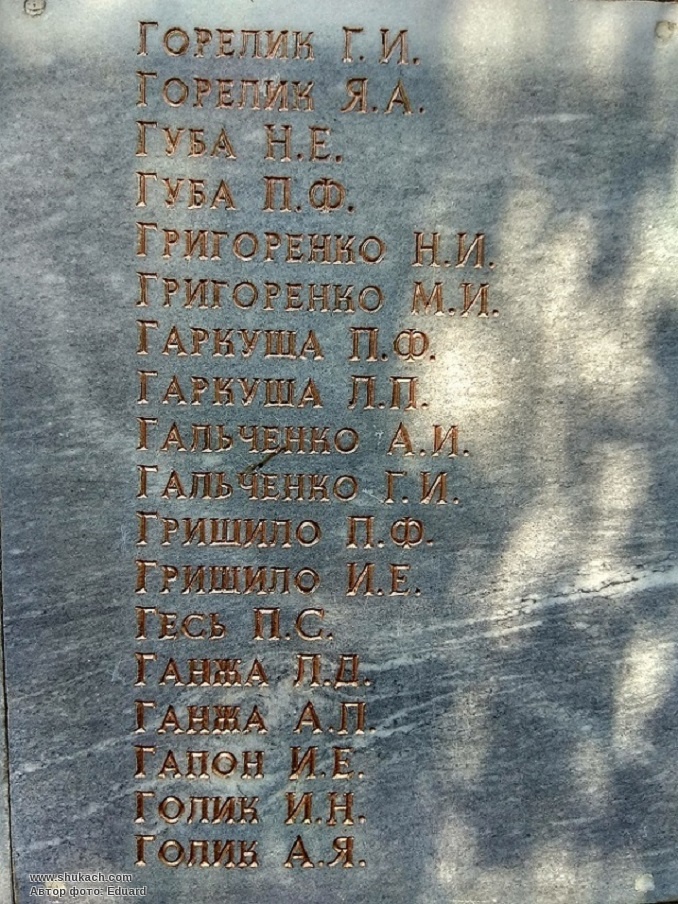 Горелик Г.И.
Горелик Я.А.
Губа Н.Е.
Губа П.Ф.
Григоренко Н.И.
Григоренко М.И.
Гаркуша П.Ф.
Гаркуша Л.П.
Гальченко А.И.
Гальченко Г.И.
Гришило П.Ф.
Гришило И.Е.
Гесь П.С.
Ганжа Л.Д.
Ганжа А.П.
Гапон И.Е.
Голик И.Н.
Голик А.Я.
www.shukach.com
Автор фото: Eduard